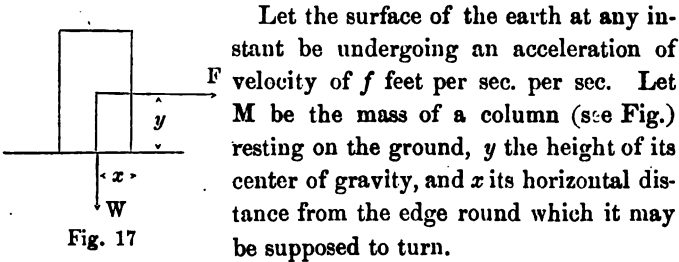 Let the surface of the earth at any in-
stant be undergoing an acceleration of
velocity of f feet per sec. per sec. Let
M be the mass of a column (see Fig.)
resting on the ground, y the height of its
center of gravity, and x its horizontal dis-
tance from the edge round which it may
be supposed to turn.
F
y
x
W
Fig. 17